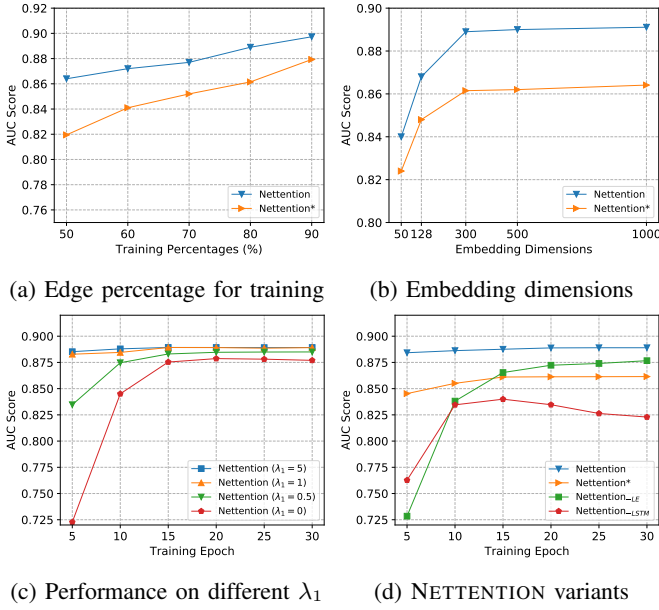 0.92
0.90
0.88
0.86
0.84
0.82
0.80
0.78
0.76
AUC Score
50 60 70 80 90
Training Percentages (%)
Nettention
Nettention*
(a) Edge percentage for training
0.90
0.88
0.86
0.84
0.82
0.80
AUC Score
50 128 300 500 1000
Embedding Dimensions
Nettention
Nettention*
(b) Embedding dimensions
0.900
0.875
0.850
0.825
0.800
0.775
0.750
0.725
AUC Score
5 10 15 20 25 30
Training Epoch
Nettention (λ₁ = 5)
Nettention (λ₁ = 1)
Nettention (λ₁ = 0.5)
Nettention (λ₁ = 0)
(c) Performance on different λ₁
0.900
0.875
0.850
0.825
0.800
0.775
0.750
0.725
AUC Score
5 10 15 20 25 30
Training Epoch
Nettention
Nettention*
Nettention_LE
Nettention_LSTM
(d) NETTENTION variants